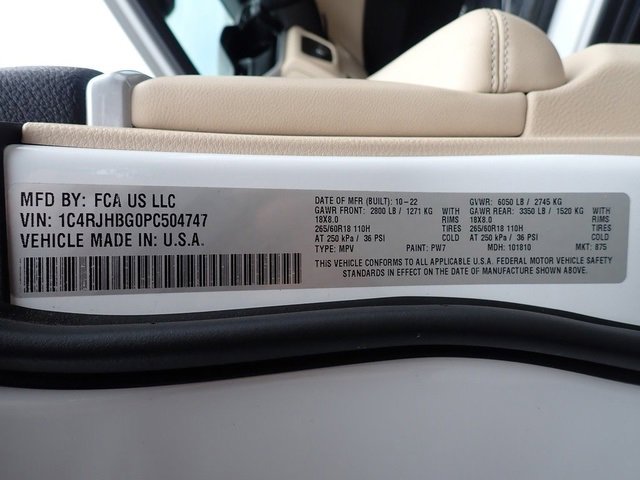 MFD BY: FCA US LLC
VIN: 1C4RJHBG0PC504747
VEHICLE MADE IN: U.S.A.
DATE OF MFR (BUILT): 10-22 GVWR: 6050 LB / 2745 KG
GAWR FRONT: 2800 LB / 1271 KG WITH GAWR REAR: 3350 LB / 1520 KG WITH
18X8.0 RIMS 18X8.0 RIMS
265/60R18 110H TIRES 265/60R18 110H TIRES
AT 250 kPa / 36 PSI COLD AT 250 kPa / 36 PSI COLD
TYPE: MPV PAINT: PW7 MDH: 101810 MKT: 875
THIS VEHICLE CONFORMS TO ALL APPLICABLE U.S.A. FEDERAL MOTOR VEHICLE SAFETY
STANDARDS IN EFFECT ON THE DATE OF MANUFACTURE SHOWN ABOVE.